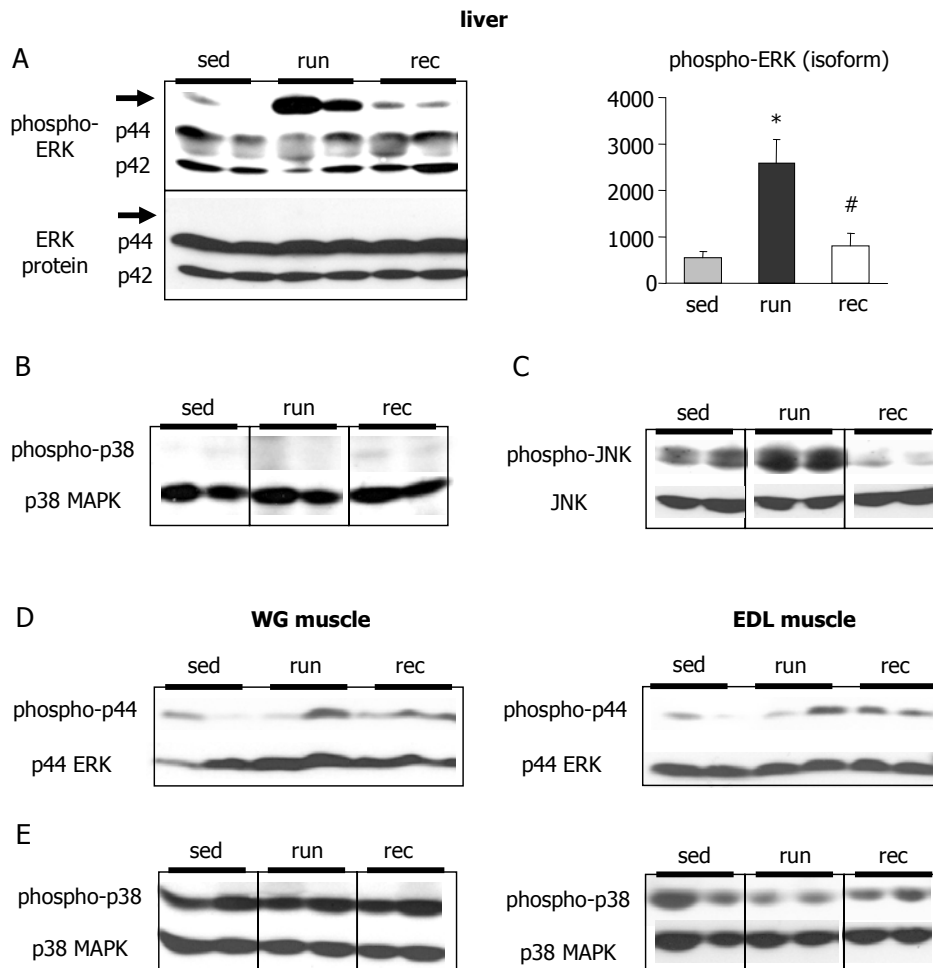 liver
A
sed run rec
phospho-
ERK
p44
p42
ERK
protein
p44
p42
phospho-ERK (isoform)
4000
3000
2000
1000
0
*
#
sed run rec
B
sed run rec
phospho-p38
p38 MAPK
C
sed run rec
phospho-JNK
JNK
D
WG muscle
sed run rec
phospho-p44
p44 ERK
EDL muscle
sed run rec
phospho-p44
p44 ERK
E
sed run rec
phospho-p38
p38 MAPK
sed run rec
phospho-p38
p38 MAPK